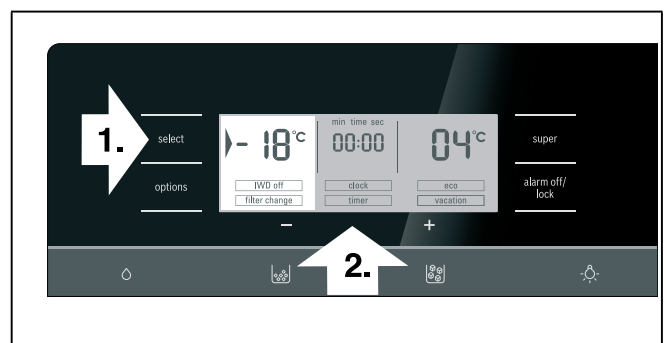 1.
select
options
-18°C
IWD off
filter change
min time sec
00:00
clock
timer
04°C
eco
vacation
super
alarm off/
lock
−
+
2.